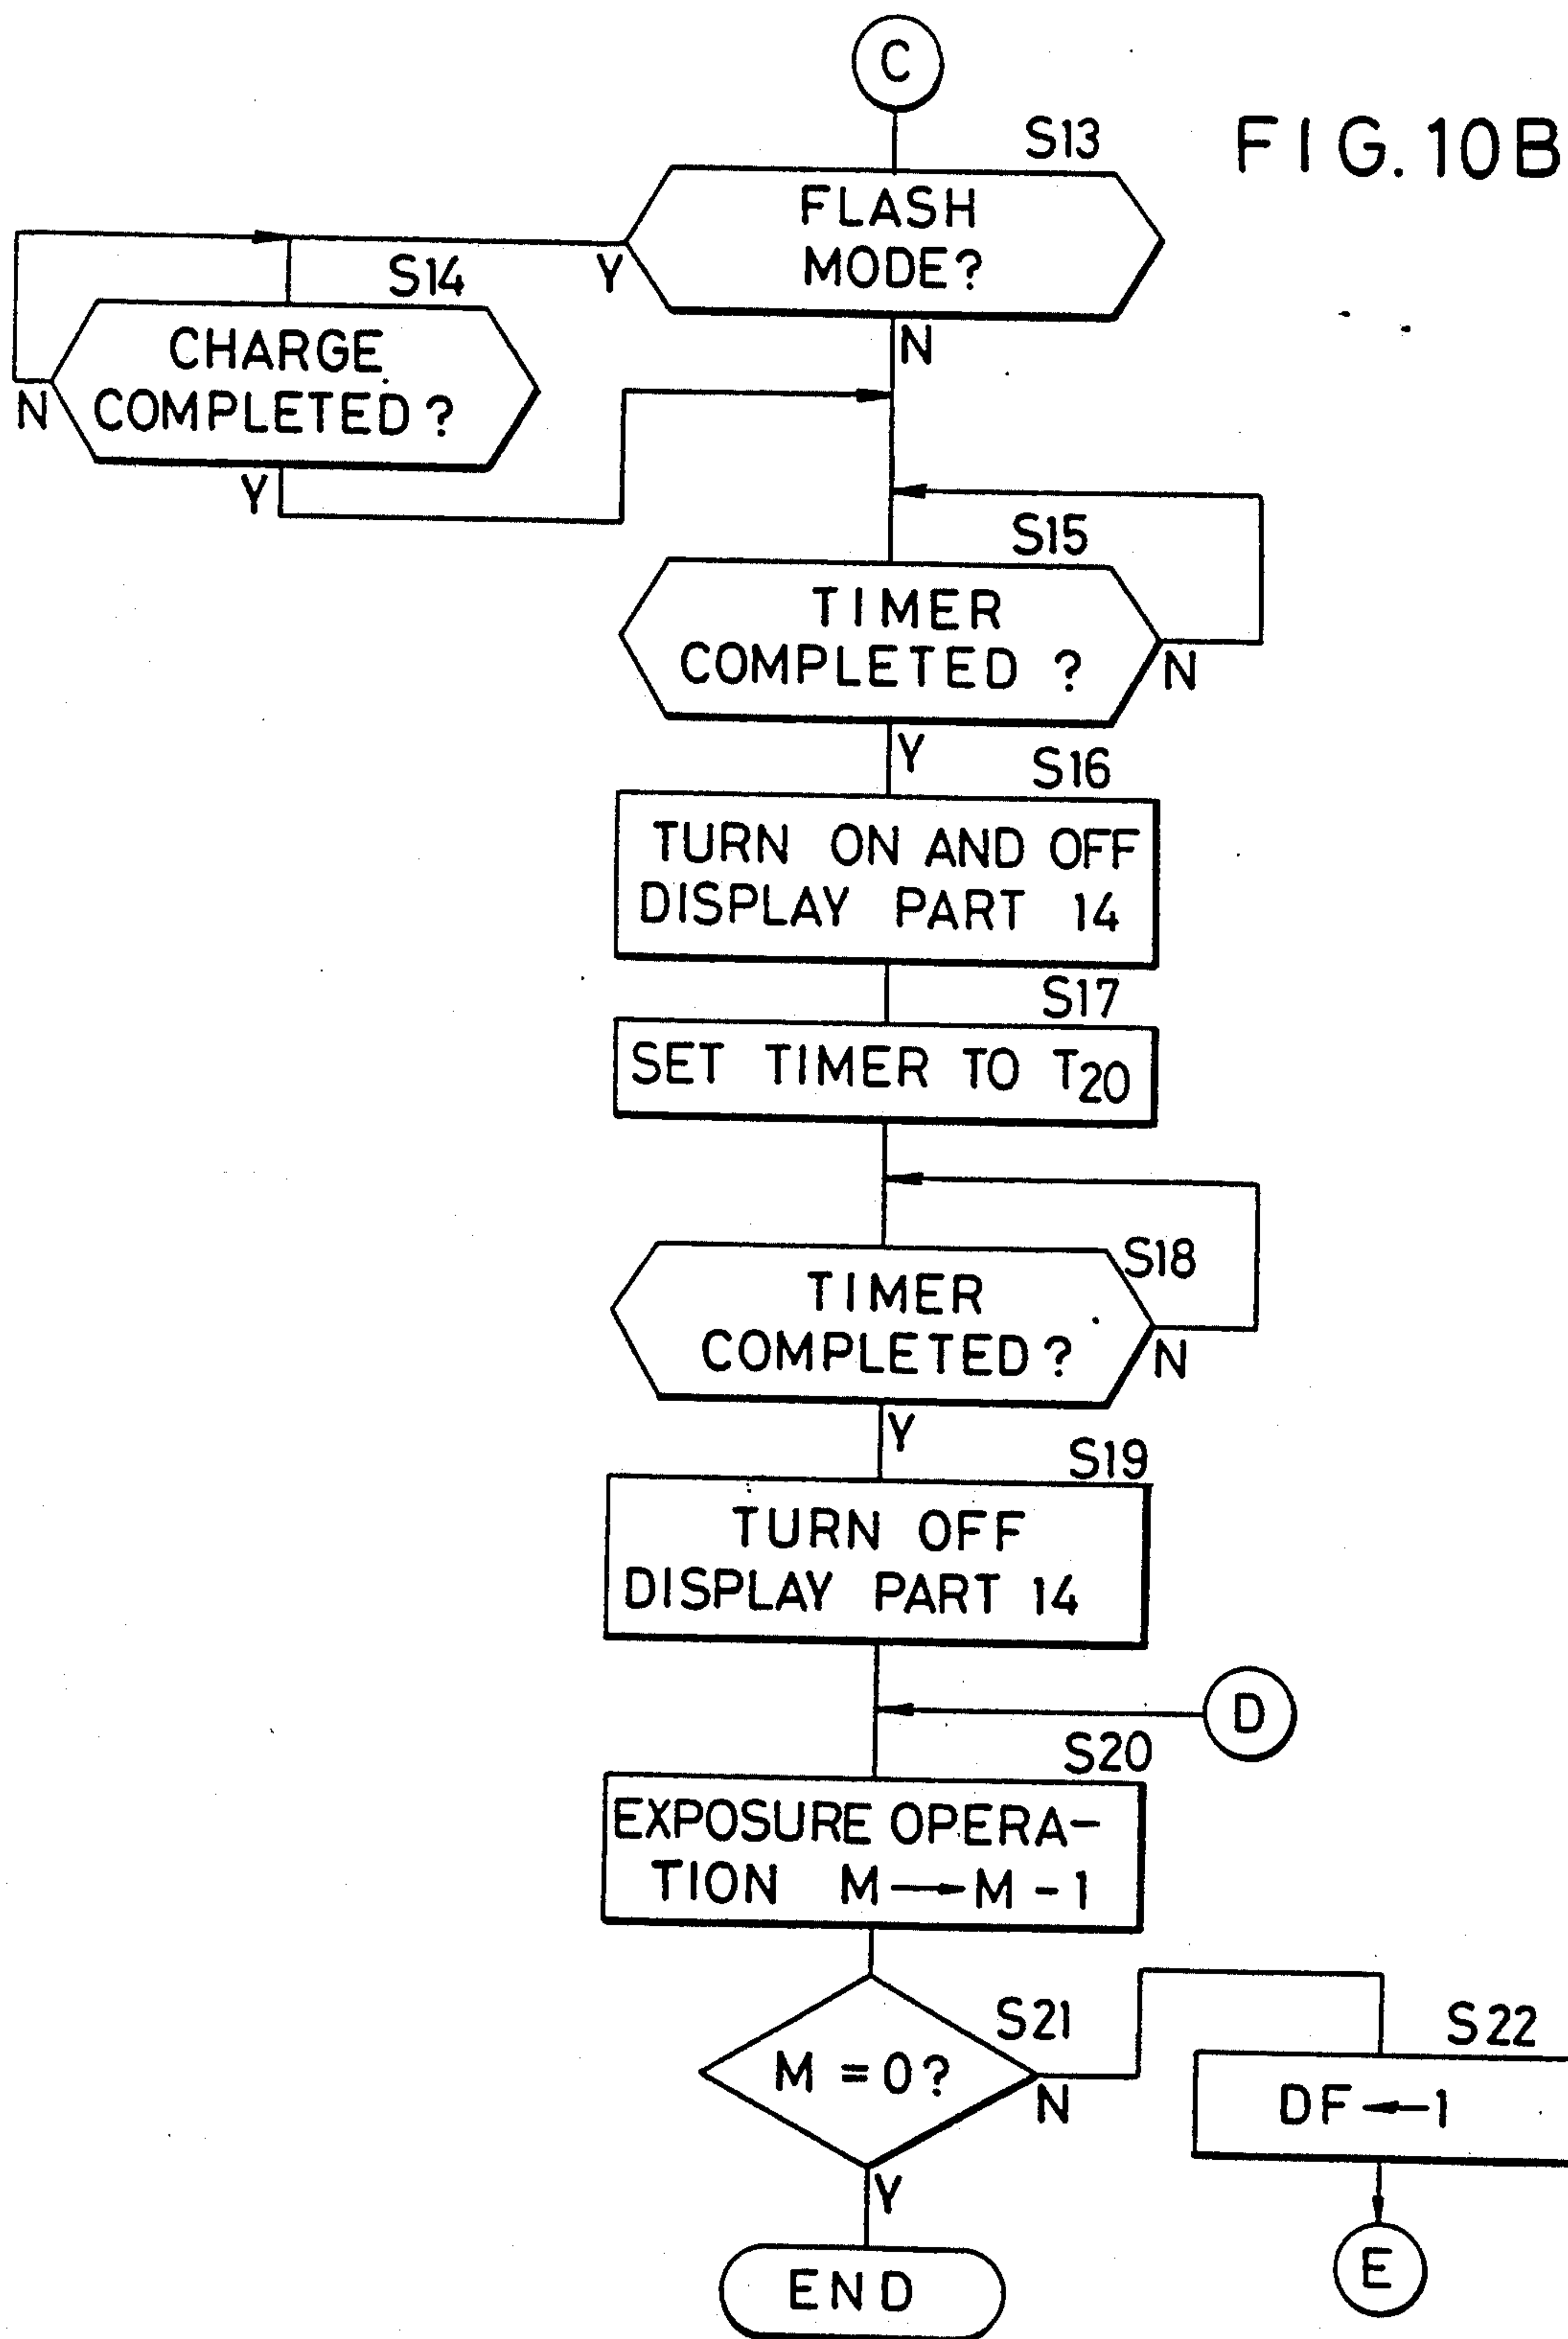 C
FIG. 10B
S13
FLASH
MODE?
Y
N
S14
CHARGE
COMPLETED?
N
Y
S15
TIMER
COMPLETED ?
N
Y
S16
TURN ON AND OFF
DISPLAY PART 14
S17
SET TIMER TO T20
S18
TIMER
COMPLETED?
N
Y
S19
TURN OFF
DISPLAY PART 14
D
S20
EXPOSURE OPERA-
TION M→M-1
S21
M=0?
N
Y
S22
DF←1
E
END